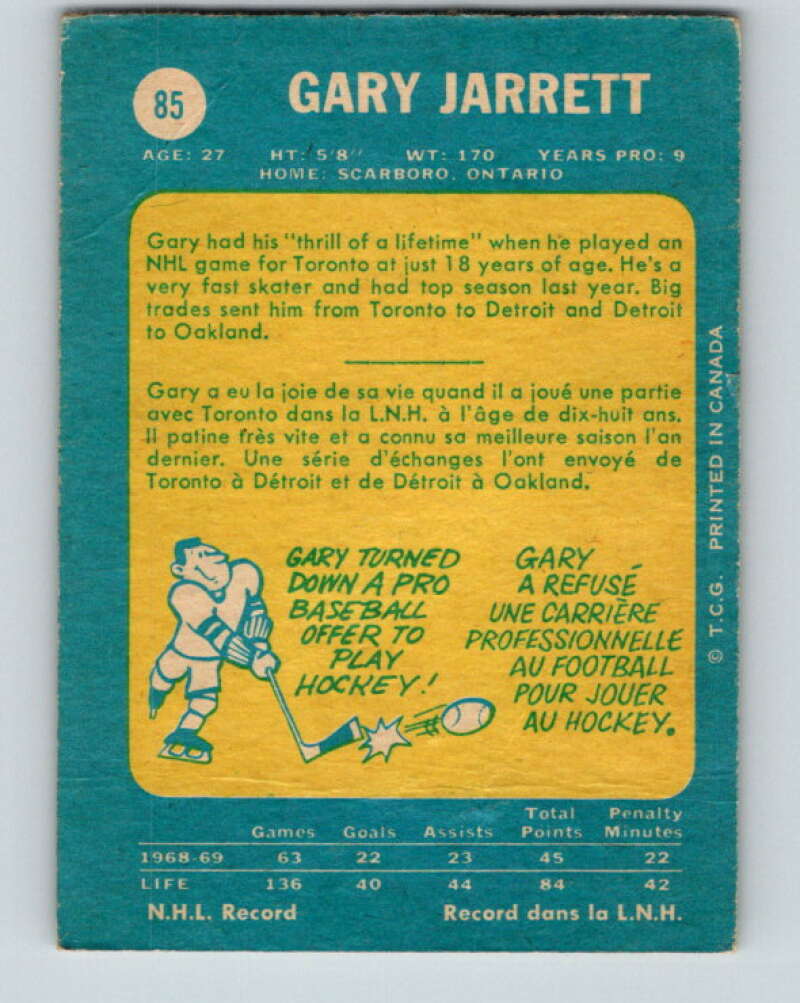 85
GARY JARRETT
AGE: 27 HT: 5'8" WT: 170 YEARS PRO: 9
HOME: SCARBORO, ONTARIO
Gary had his "thrill of a lifetime" when he played an
NHL game for Toronto at just 18 years of age. He's a
very fast skater and had top season last year. Big
trades sent him from Toronto to Detroit and Detroit
to Oakland.
Gary a eu la joie de sa vie quand il a joué une partie
avec Toronto dans la L.N.H. à l'âge de dix-huit ans.
Il patine frès vite et a connu sa meilleure saison l'an
dernier. Une série d'échanges l'ont envoyé de
Toronto à Détroit et de Détroit à Oakland.
GARY TURNED
DOWN A PRO
BASEBALL
OFFER TO
PLAY
HOCKEY!
GARY
A REFUSÉ
UNE CARRIÈRE
PROFESSIONNELLE
AU FOOTBALL
POUR JOUER
AU HOCKEY.
© T.C.G. PRINTED IN CANADA
Games Goals Assists Total Points Penalty Minutes
1968-69 63 22 23 45 22
LIFE 136 40 44 84 42
N.H.L. Record Record dans la L.N.H.